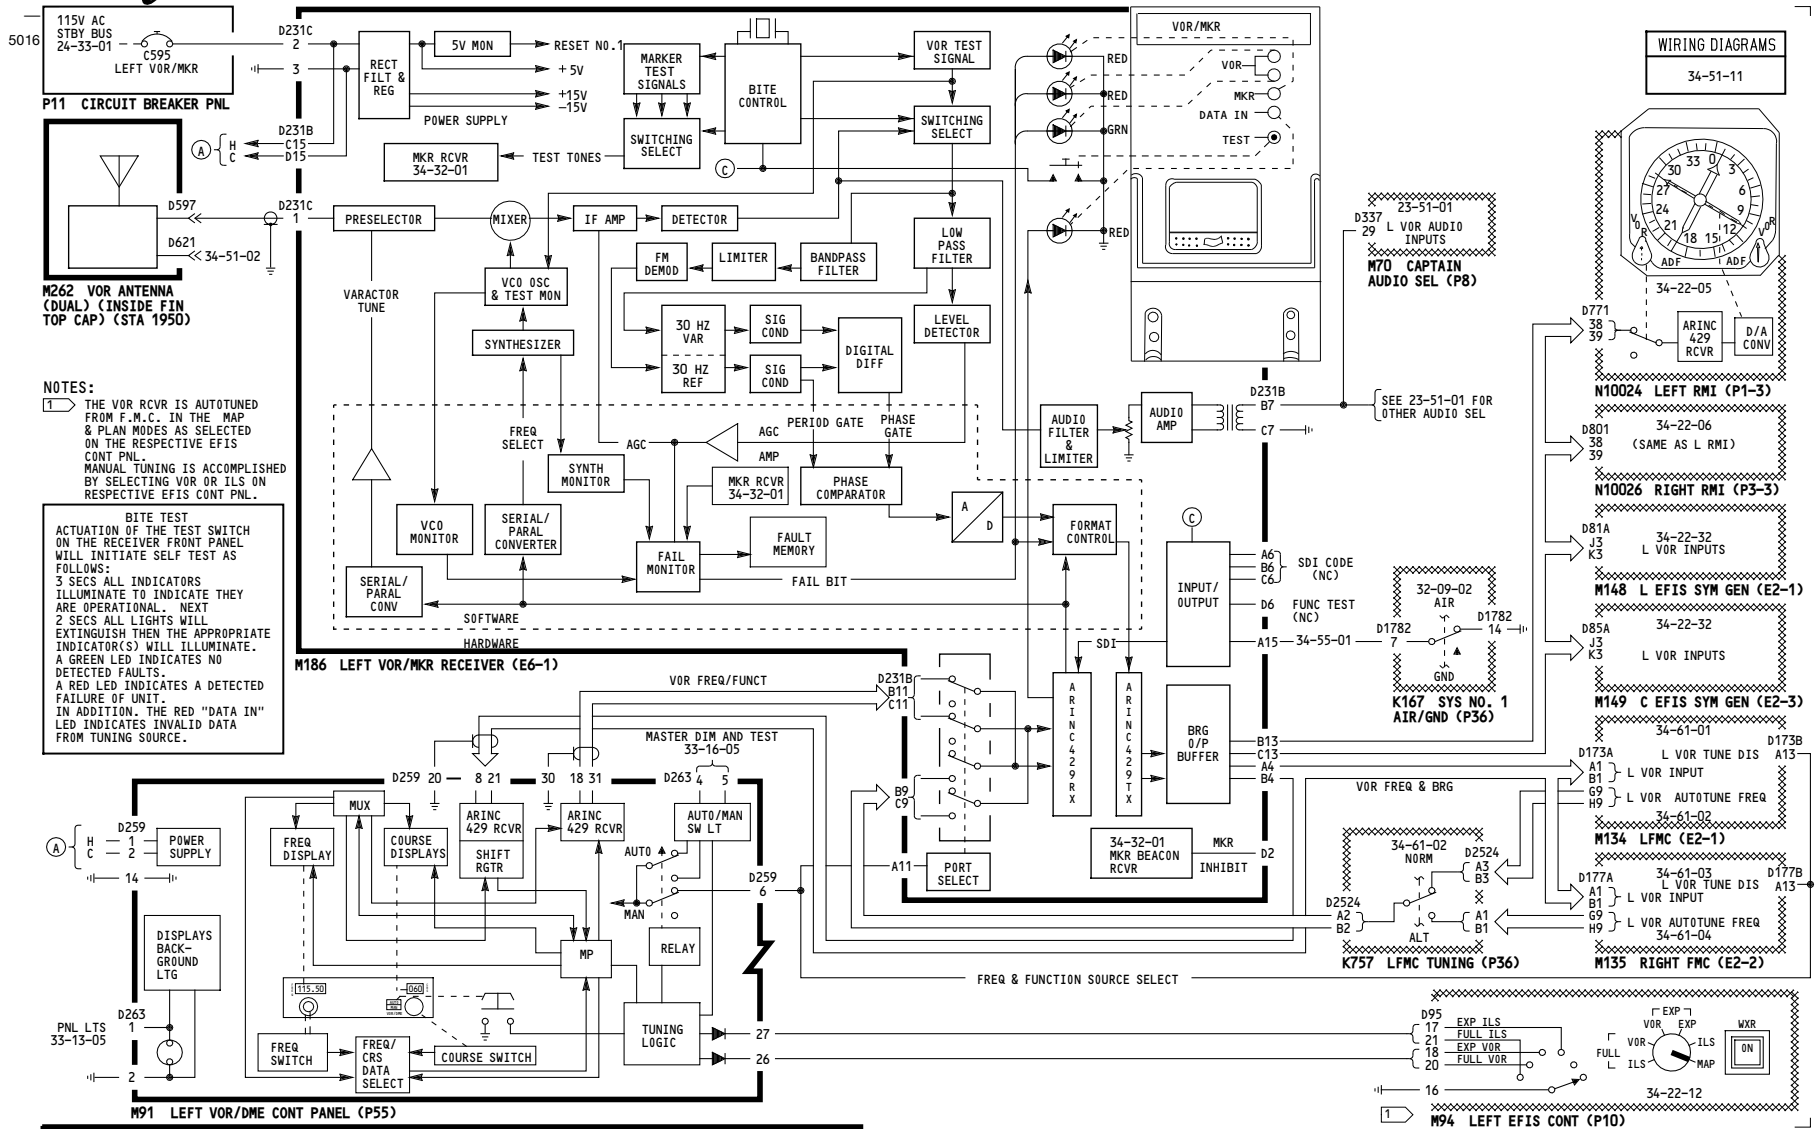 5016
115V AC
STBY BUS
24-33-01
C595
LEFT VOR/MKR
P11 CIRCUIT BREAKER PNL
D231C
2
3
RECT
FILT &
REG
5V MON
RESET NO.1
+5V
+15V
-15V
POWER SUPPLY
MARKER
TEST
SIGNALS
BITE
CONTROL
VOR TEST
SIGNAL
SWITCHING
SELECT
SWITCHING
SELECT
MKR RCVR
34-32-01
TEST TONES
C
RED
RED
GRN
RED
VOR/MKR
VOR
MKR
DATA IN
TEST
WIRING DIAGRAMS
34-51-11
A
H
C
D231B
C15
D15
D597
D621
34-51-02
D231C
1
M262 VOR ANTENNA
(DUAL) (INSIDE FIN
TOP CAP) (STA 1950)
PRESELECTOR
MIXER
IF AMP
DETECTOR
LOW
PASS
FILTER
FM
DEMOD
LIMITER
BANDPASS
FILTER
VCO OSC
& TEST MON
VARACTOR
TUNE
SYNTHESIZER
30 HZ
VAR
30 HZ
REF
SIG
COND
SIG
COND
DIGITAL
DIFF
LEVEL
DETECTOR
D337
29
23-51-01
L VOR AUDIO
INPUTS
M70 CAPTAIN
AUDIO SEL (P8)
0
3
6
9
12
15
18
21
24
27
30
33
VOR
ADF
VOR
ADF
34-22-05
D771
38
39
ARINC
429
RCVR
D/A
CONV
N10024 LEFT RMI (P1-3)
NOTES:
1
THE VOR RCVR IS AUTOTUNED
FROM F.M.C. IN THE MAP
& PLAN MODES AS SELECTED
ON THE RESPECTIVE EFIS
CONT PNL.
MANUAL TUNING IS ACCOMPLISHED
BY SELECTING VOR OR ILS ON
RESPECTIVE EFIS CONT PNL.
FREQ
SELECT
AGC
AGC
AMP
PERIOD GATE
PHASE
GATE
SYNTH
MONITOR
MKR RCVR
34-32-01
PHASE
COMPARATOR
AUDIO
FILTER
&
LIMITER
AUDIO
AMP
D231B
B7
C7
SEE 23-51-01 FOR
OTHER AUDIO SEL
D801
38
39
34-22-06
(SAME AS L RMI)
N10026 RIGHT RMI (P3-3)
BITE TEST
ACTUATION OF THE TEST SWITCH
ON THE RECEIVER FRONT PANEL
WILL INITIATE SELF TEST AS
FOLLOWS:
3 SECS ALL INDICATORS
ILLUMINATE TO INDICATE THEY
ARE OPERATIONAL. NEXT
2 SECS ALL LIGHTS WILL
EXTINGUISH THEN THE APPROPRIATE
INDICATOR(S) WILL ILLUMINATE.
A GREEN LED INDICATES NO
DETECTED FAULTS.
A RED LED INDICATES A DETECTED
FAILURE OF UNIT.
IN ADDITION. THE RED "DATA IN"
LED INDICATES INVALID DATA
FROM TUNING SOURCE.
VCO
MONITOR
SERIAL/
PARAL
CONVERTER
FAIL
MONITOR
FAULT
MEMORY
A
D
FORMAT
CONTROL
C
SERIAL/
PARAL
CONV
FAIL BIT
SOFTWARE
HARDWARE
M186 LEFT VOR/MKR RECEIVER (E6-1)
INPUT/
OUTPUT
A6
B6
C6
SDI CODE
(NC)
D6
FUNC TEST
(NC)
A15
34-55-01
SDI
D1782
7
32-09-02
AIR
GND
D1782
14
K167 SYS NO. 1
AIR/GND (P36)
D81A
J3
K3
34-22-32
L VOR INPUTS
M148 L EFIS SYM GEN (E2-1)
D85A
J3
K3
34-22-32
L VOR INPUTS
M149 C EFIS SYM GEN (E2-3)
VOR FREQ/FUNCT
D231B
B11
C11
B9
C9
A11
PORT
SELECT
ARINC429RX
ARINC429TX
BRG
O/P
BUFFER
B13
C13
A4
B4
34-32-01
MKR BEACON
RCVR
MKR
INHIBIT
D2
VOR FREQ & BRG
D173A
A1
B1
G9
H9
34-61-01
L VOR TUNE DIS
L VOR INPUT
L VOR AUTOTUNE FREQ
34-61-02
D173B
A13
M134 LFMC (E2-1)
D177A
A1
B1
G9
H9
34-61-03
L VOR TUNE DIS
L VOR INPUT
L VOR AUTOTUNE FREQ
34-61-04
D177B
A13
M135 RIGHT FMC (E2-2)
D2524
A2
B2
34-61-02
NORM
ALT
D2524
A3
B3
A1
B1
K757 LFMC TUNING (P36)
MASTER DIM AND TEST
33-16-05
D259
20
8
21
30
18
31
D263
4
5
MUX
FREQ
DISPLAY
COURSE
DISPLAYS
ARINC
429 RCVR
SHIFT
RGTR
ARINC
429 RCVR
AUTO/MAN
SW LT
AUTO
MAN
D259
6
RELAY
MP
A
H
C
D259
1
2
14
POWER
SUPPLY
DISPLAYS
BACK-
GROUND
LTG
115.50
060
PNL LTS
33-13-05
D263
1
2
FREQ
SWITCH
FREQ/
CRS
DATA
SELECT
COURSE SWITCH
TUNING
LOGIC
27
26
FREQ & FUNCTION SOURCE SELECT
M91 LEFT VOR/DME CONT PANEL (P55)
D95
17
21
18
20
16
EXP ILS
FULL ILS
EXP VOR
FULL VOR
EXP
VOR
EXP
VOR
ILS
FULL
ILS
MAP
WXR
ON
34-22-12
1
M94 LEFT EFIS CONT (P10)